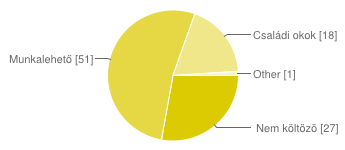 Családi okok [18]
Munkalehető [51]
Other [1]
Nem költöző [27]